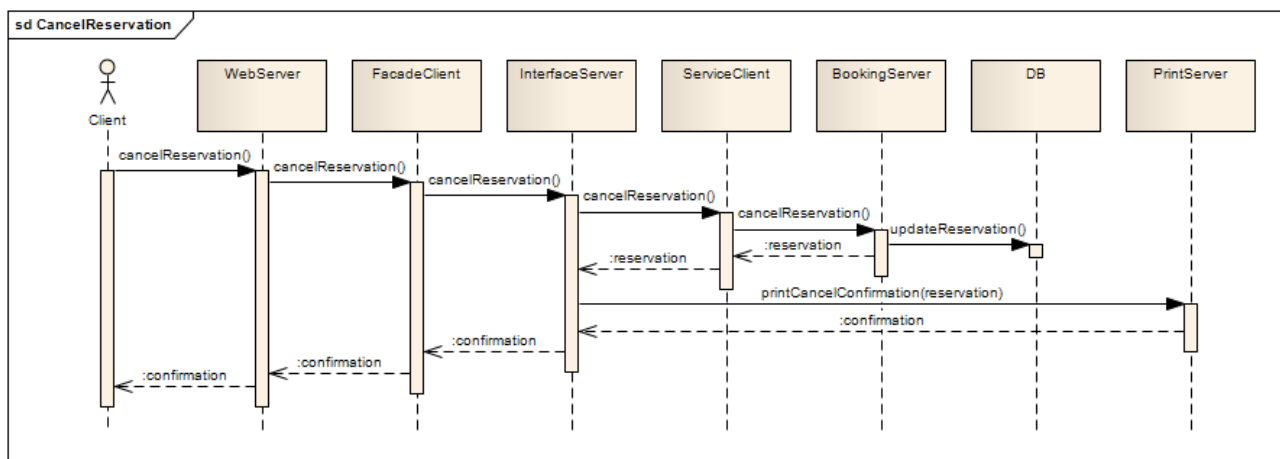 sd CancelReservation
WebServer
FacadeClient
InterfaceServer
ServiceClient
BookingServer
DB
PrintServer
Client
cancelReservation()
cancelReservation()
cancelReservation()
cancelReservation()
cancelReservation()
updateReservation()
:reservation
:reservation
printCancelConfirmation(reservation)
:confirmation
:confirmation
:confirmation
:confirmation